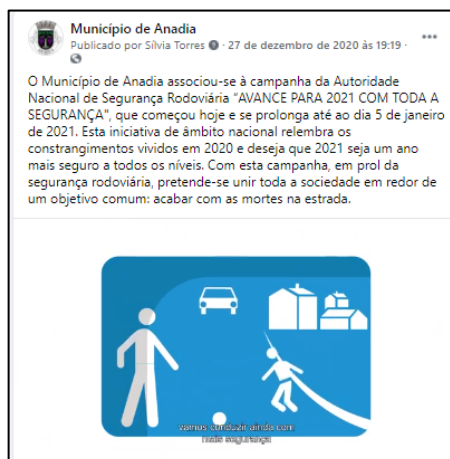 Município de Anadia
Publicado por Sílvia Torres · 27 de dezembro de 2020 às 19:19 ·
O Município de Anadia associou-se à campanha da Autoridade
Nacional de Segurança Rodoviária "AVANCE PARA 2021 COM TODA A
SEGURANÇA", que começou hoje e se prolonga até ao dia 5 de janeiro
de 2021. Esta iniciativa de âmbito nacional relembra os
constrangimentos vividos em 2020 e deseja que 2021 seja um ano
mais seguro a todos os níveis. Com esta campanha, em prol da
segurança rodoviária, pretende-se unir toda a sociedade em redor de
um objetivo comum: acabar com as mortes na estrada.
vamos conduzir ainda com
mais segurança